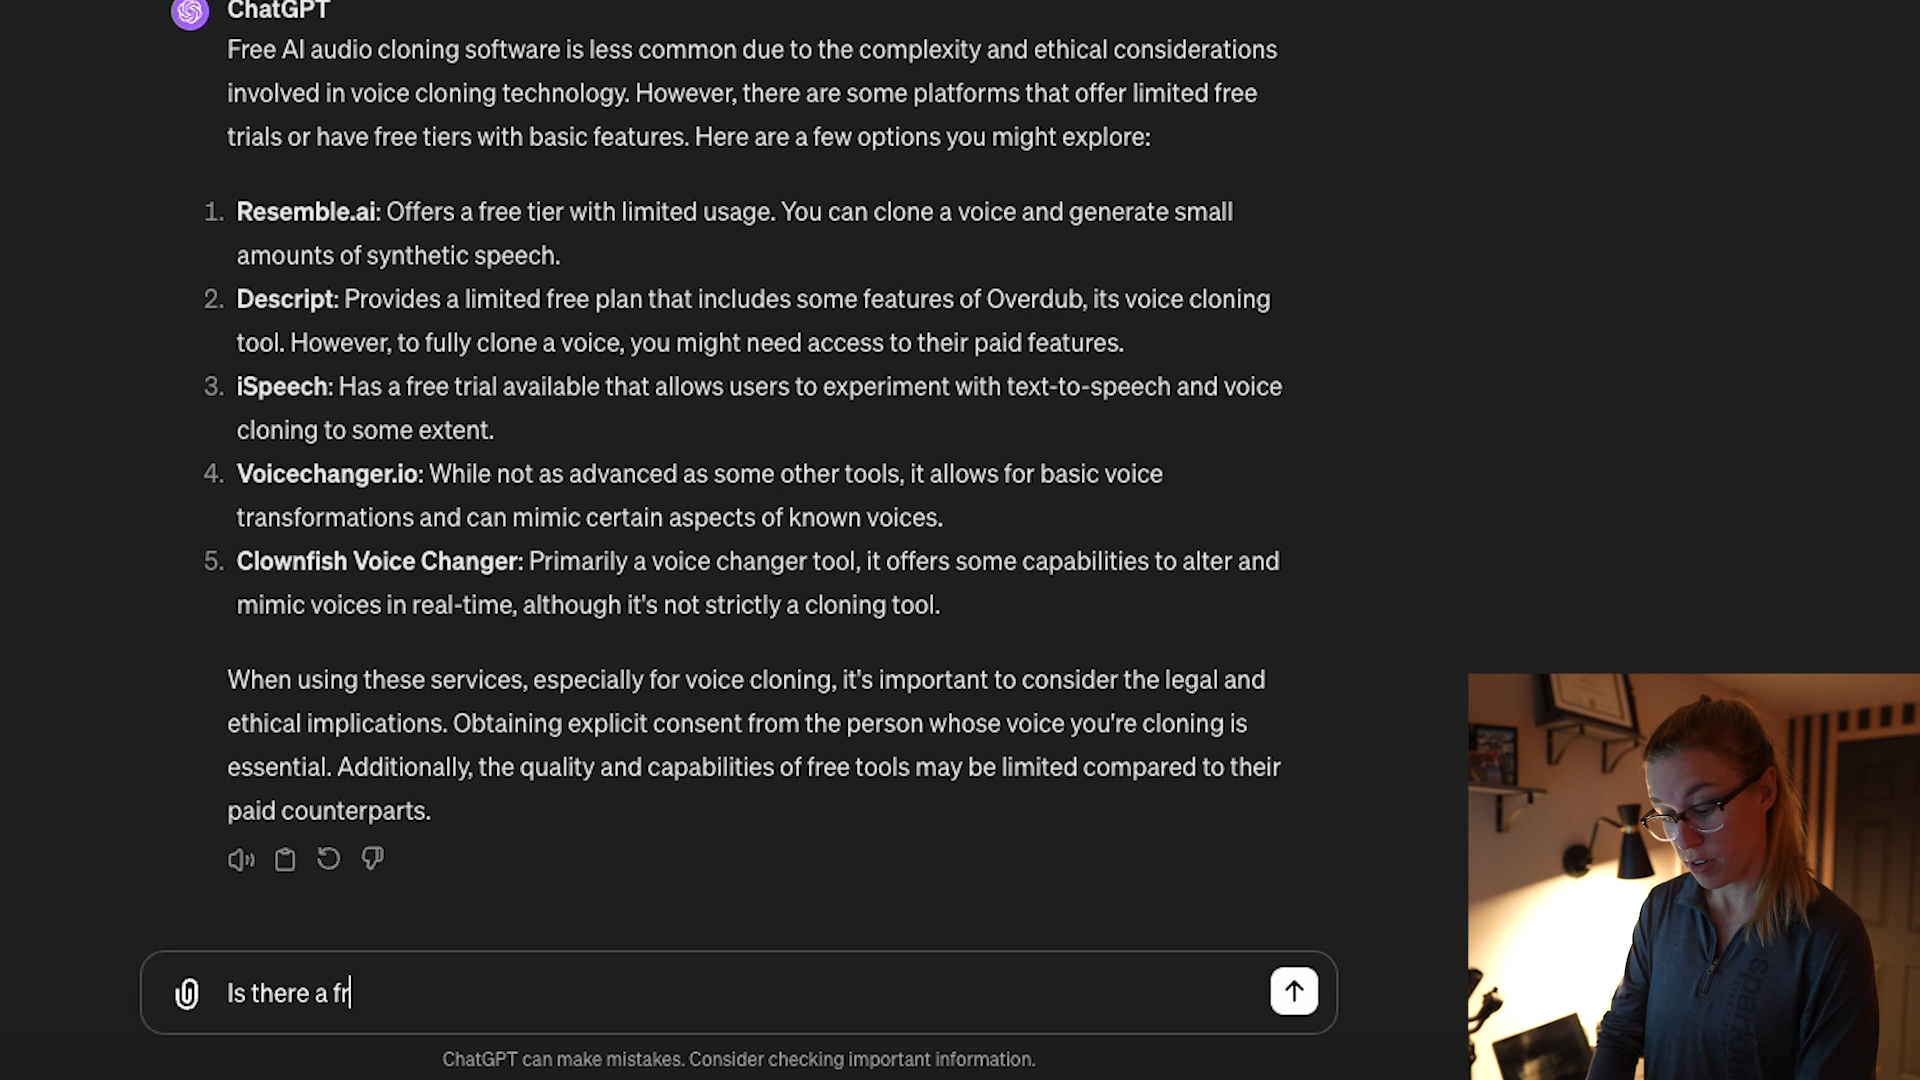 ChatGPT
Free AI audio cloning software is less common due to the complexity and ethical considerations
involved in voice cloning technology. However, there are some platforms that offer limited free
trials or have free tiers with basic features. Here are a few options you might explore:
1. Resemble.ai: Offers a free tier with limited usage. You can clone a voice and generate small
amounts of synthetic speech.
2. Descript: Provides a limited free plan that includes some features of Overdub, its voice cloning
tool. However, to fully clone a voice, you might need access to their paid features.
3. iSpeech: Has a free trial available that allows users to experiment with text-to-speech and voice
cloning to some extent.
4. Voicechanger.io: While not as advanced as some other tools, it allows for basic voice
transformations and can mimic certain aspects of known voices.
5. Clownfish Voice Changer: Primarily a voice changer tool, it offers some capabilities to alter and
mimic voices in real-time, although it's not strictly a cloning tool.
When using these services, especially for voice cloning, it's important to consider the legal and
ethical implications. Obtaining explicit consent from the person whose voice you're cloning is
essential. Additionally, the quality and capabilities of free tools may be limited compared to their
paid counterparts.
Is there a fr
ChatGPT can make mistakes. Consider checking important information.